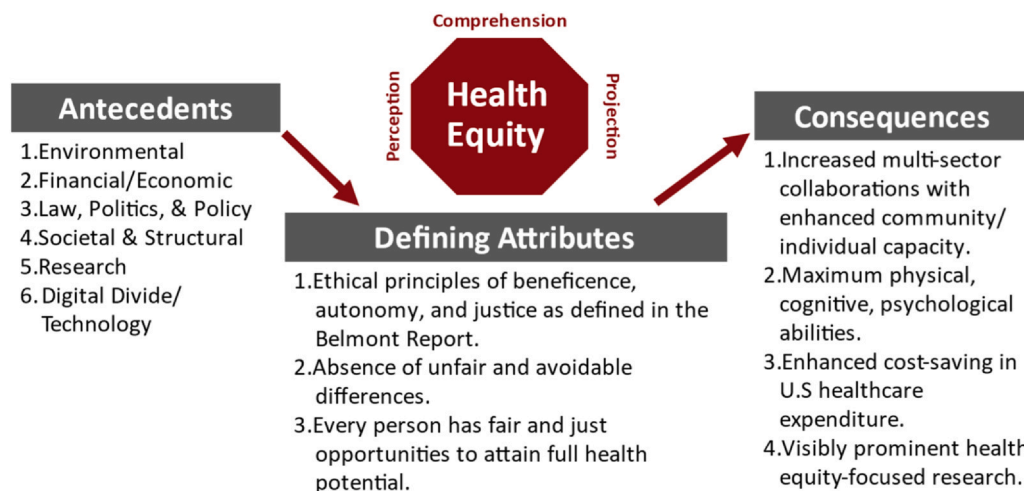 Comprehension
Perception
Health
Equity
Projection
Antecedents
1.Environmental
2.Financial/Economic
3.Law, Politics, & Policy
4.Societal & Structural
5.Research
6.Digital Divide/
Technology
Defining Attributes
1.Ethical principles of beneficence,
autonomy, and justice as defined in the
Belmont Report.
2.Absence of unfair and avoidable
differences.
3.Every person has fair and just
opportunities to attain full health
potential.
Consequences
1.Increased multi-sector
collaborations with
enhanced community/
individual capacity.
2.Maximum physical,
cognitive, psychological
abilities.
3.Enhanced cost-saving in
U.S healthcare
expenditure.
4.Visibly prominent health
equity-focused research.